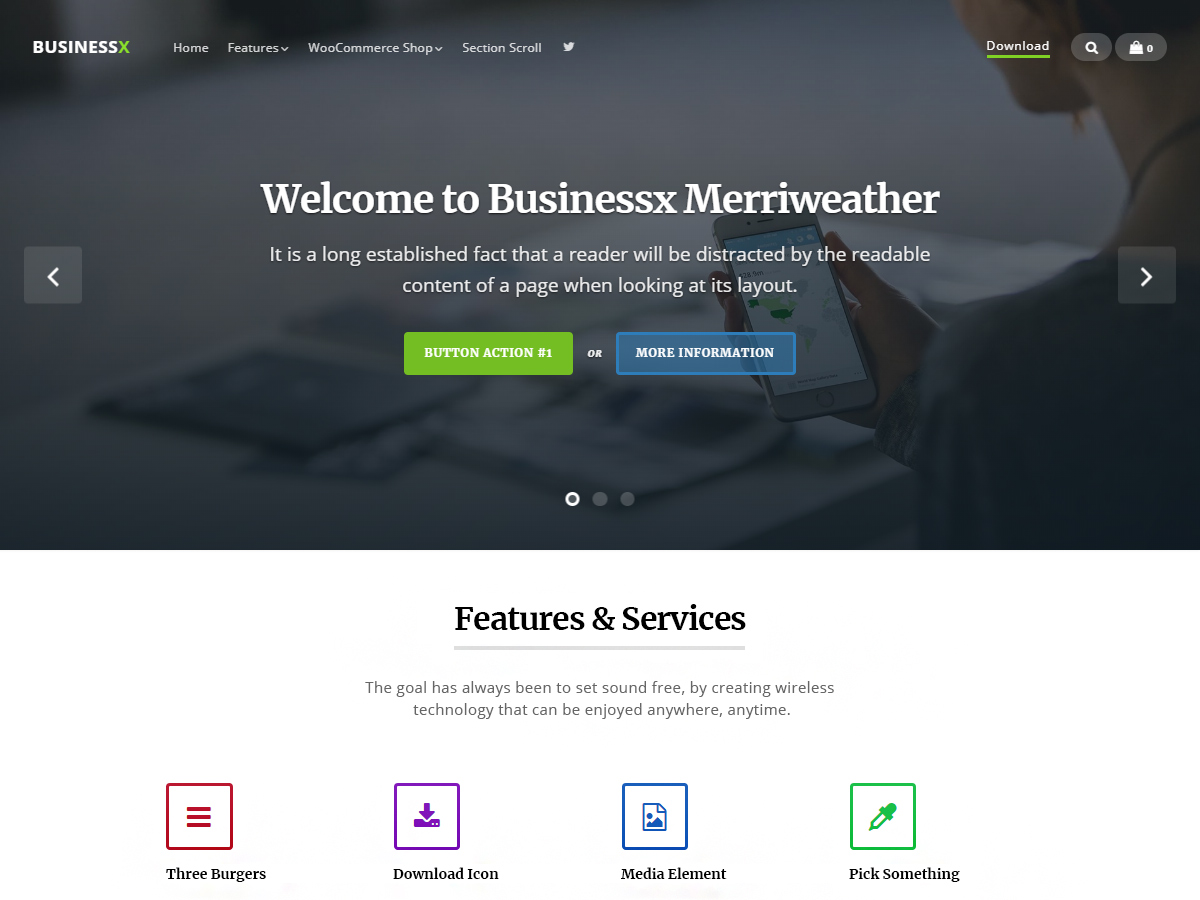 BUSINESSX
Home Features WooCommerce Shop Section Scroll
Download
0
Welcome to Businessx Merriweather
It is a long established fact that a reader will be distracted by the readable
content of a page when looking at its layout.
BUTTON ACTION #1 OR MORE INFORMATION
Features & Services
The goal has always been to set sound free, by creating wireless
technology that can be enjoyed anywhere, anytime.
Three Burgers Download Icon Media Element Pick Something